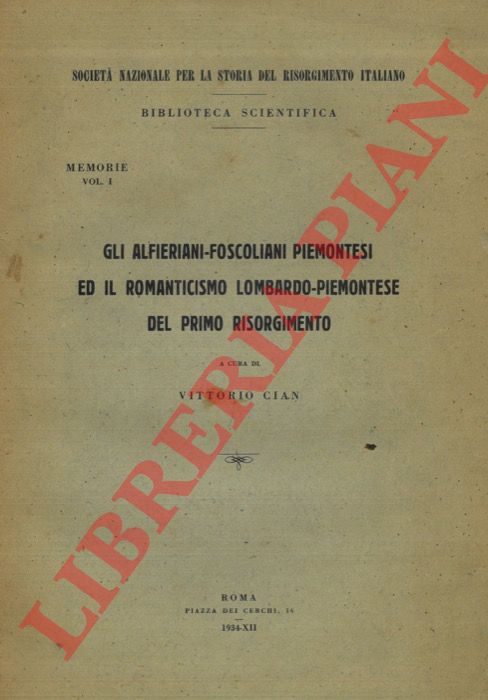 SOCIETÀ NAZIONALE PER LA STORIA DEL RISORGIMENTO ITALIANO
BIBLIOTECA SCIENTIFICA
MEMORIE
VOL. I
GLI ALFIERIANI-FOSCOLIANI PIEMONTESI
ED IL ROMANTICISMO LOMBARDO-PIEMONTESE
DEL PRIMO RISORGIMENTO
A CURA DI
VITTORIO CIAN
ROMA
PIAZZA DEI CERCHI, 16
1934-XII
LIBRERIA PIANI